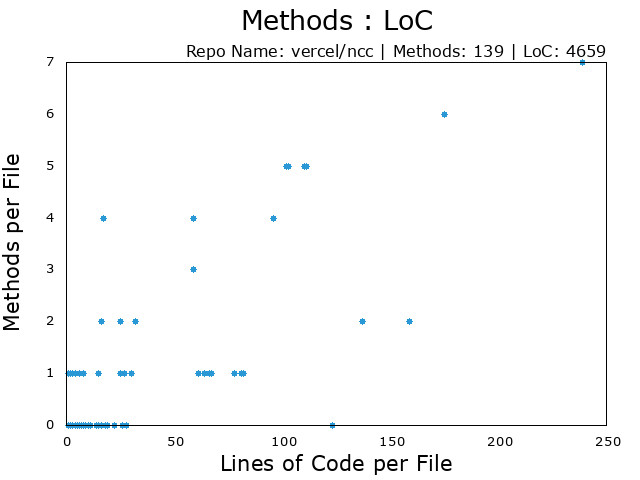 Methods : LoC
Repo Name: vercel/ncc | Methods: 139 | LoC: 4659
7
6
5
4
3
2
1
0
Methods per File
0 50 100 150 200 250
Lines of Code per File